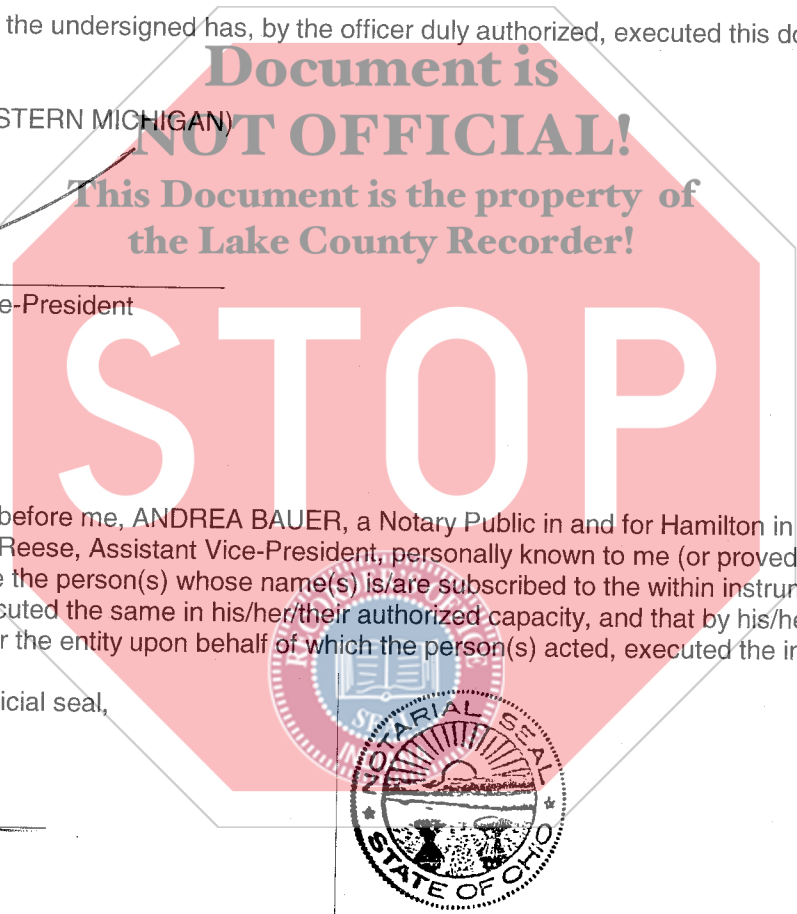 the undersigned has, by the officer duly authorized, executed this do
Document is
STERN MICHIGAN)
NOT OFFICIAL!
This Document is the property of
the Lake County Recorder!
e-President
STOP
before me, ANDREA BAUER, a Notary Public in and for Hamilton in
Reese, Assistant Vice-President, personally known to me (or proved
e the person(s) whose name(s) is/are subscribed to the within instrur
cuted the same in his/her/their authorized capacity, and that by his/he
r the entity upon behalf of which the person(s) acted, executed the in
icial seal,
SEAL
NOTARIAL SEAL
STATE OF OHIO